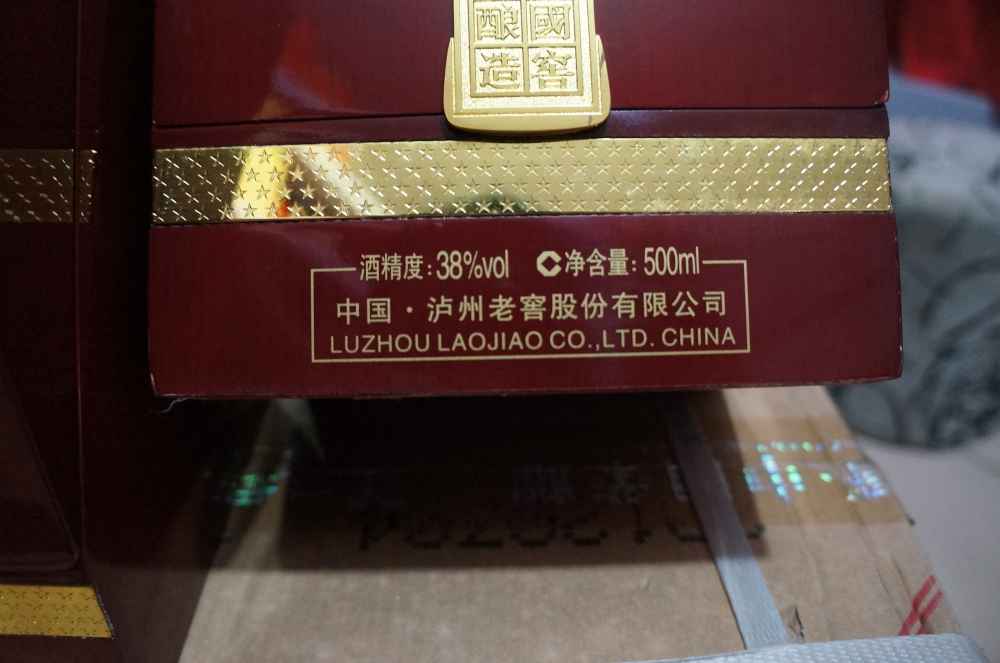 國窖
釀造
酒精度:38%vol 净含量:500ml
中国·泸州老窖股份有限公司
LUZHOU LAOJIAO CO.,LTD. CHINA